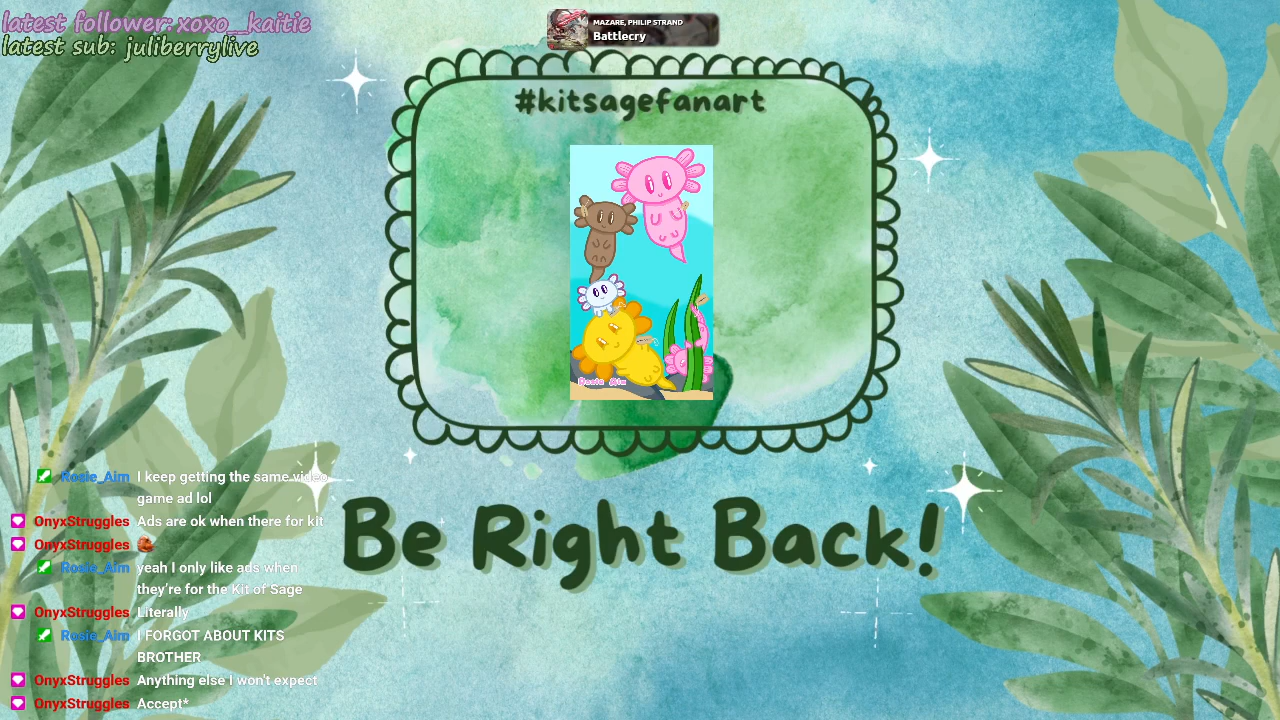 latest follower: xoxo__kaitie
latest sub: juliberrylive
MAZARE, PHILIP STRAND
Battlecry
#kitsagefanart
Rosie Aim
Be Right Back!
Rosie_Aim I keep getting the same video
game ad lol
OnyxStruggles Ads are ok when there for kit
OnyxStruggles
Rosie_Aim yeah I only like ads when
they're for the Kit of Sage
OnyxStruggles Literally
Rosie_Aim I FORGOT ABOUT KITS
BROTHER
OnyxStruggles Anything else I won't expect
OnyxStruggles Accept*